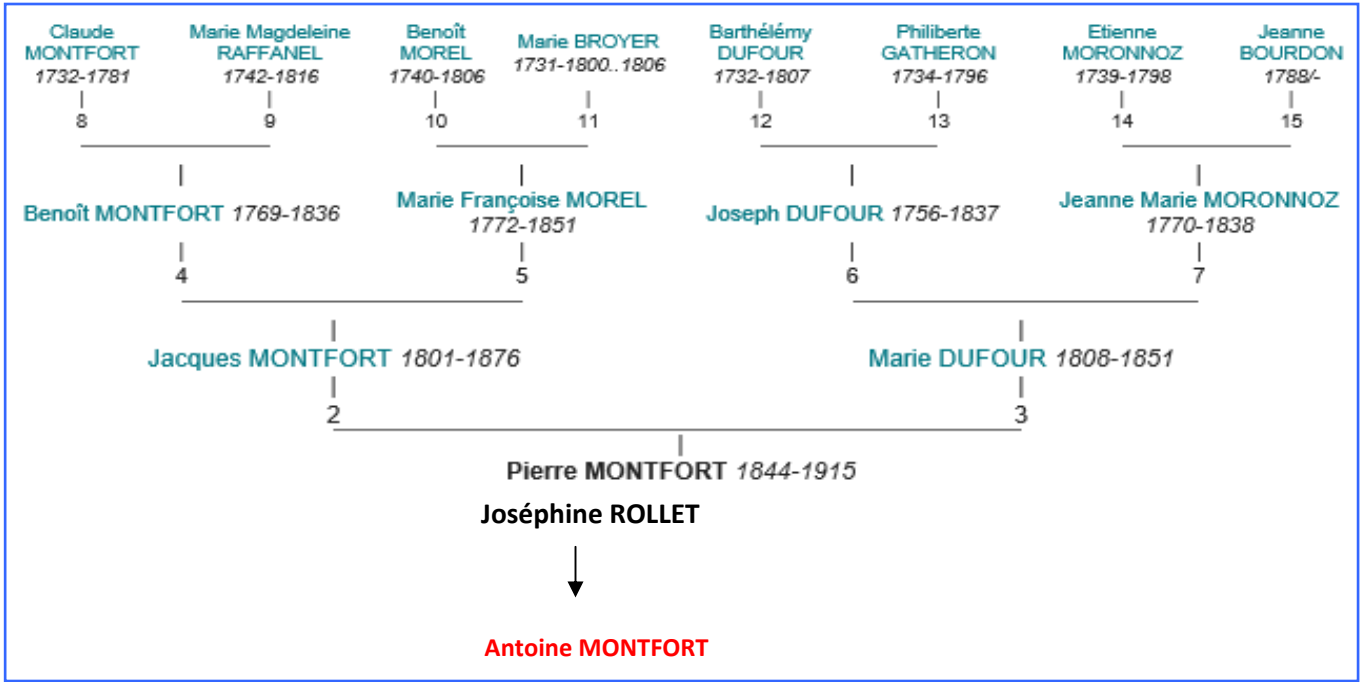 Claude
MONTFORT
1732-1781
Marie Magdeleine
RAFFANEL
1742-1816
Benoît
MOREL
1740-1806
Marie BROYER
1731-1800..1806
Barthélémy
DUFOUR
1732-1807
Philiberte
GATHERON
1734-1796
Etienne
MORONNOZ
1739-1798
Jeanne
BOURDON
1788/-
8
9
10
11
12
13
14
15
Benoît MONTFORT 1769-1836
Marie Françoise MOREL
1772-1851
Joseph DUFOUR 1756-1837
Jeanne Marie MORONNOZ
1770-1838
4
5
6
7
Jacques MONTFORT 1801-1876
Marie DUFOUR 1808-1851
2
3
Pierre MONTFORT 1844-1915
Joséphine ROLLET
Antoine MONTFORT